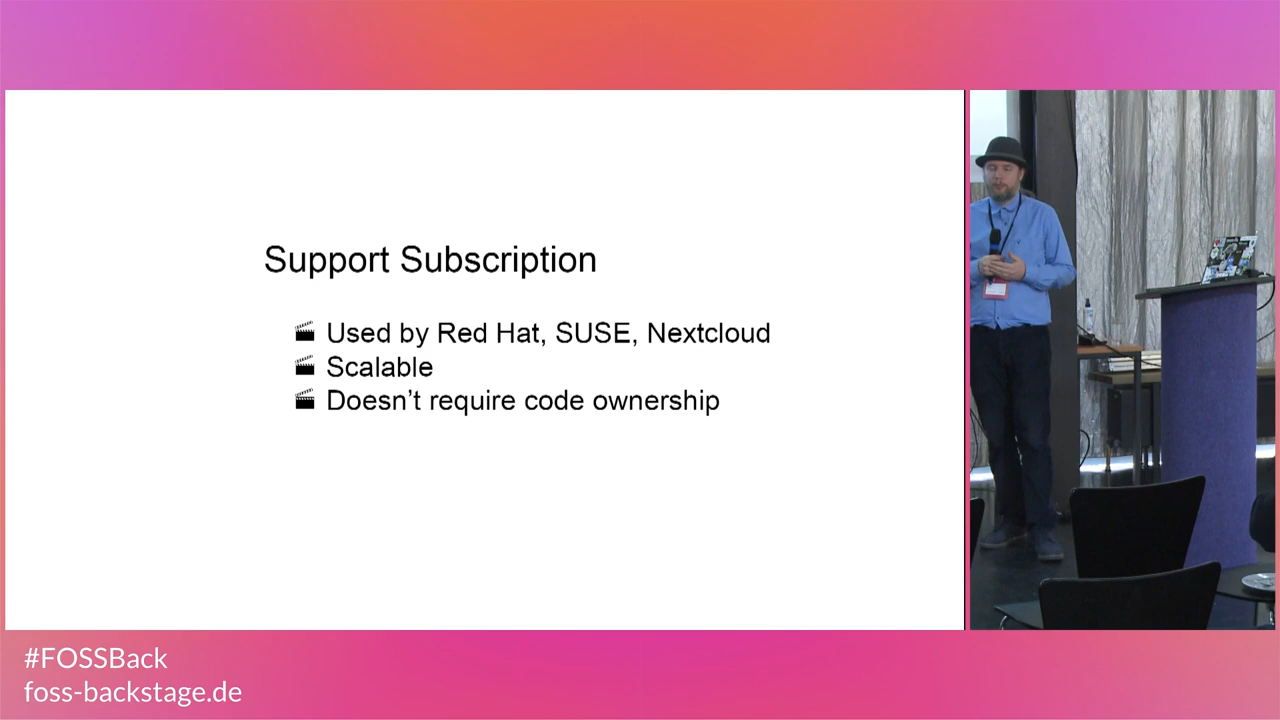 Support Subscription
Used by Red Hat, SUSE, Nextcloud
Scalable
Doesn't require code ownership
#FOSSBack
foss-backstage.de